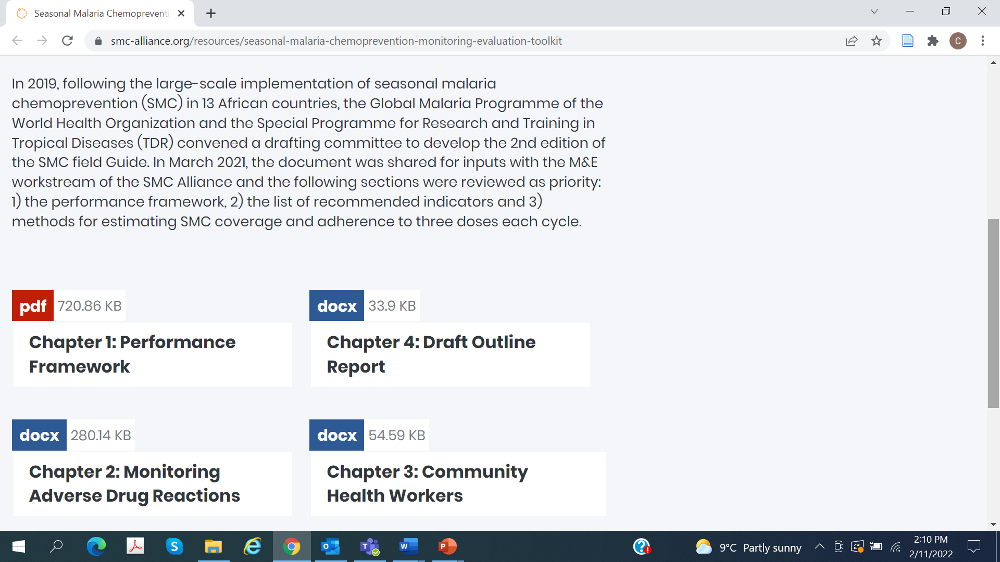 Seasonal Malaria Chemopreventi
smc-alliance.org/resources/seasonal-malaria-chemoprevention-monitoring-evaluation-toolkit
C
In 2019, following the large-scale implementation of seasonal malaria
chemoprevention (SMC) in 13 African countries, the Global Malaria Programme of the
World Health Organization and the Special Programme for Research and Training in
Tropical Diseases (TDR) convened a drafting committee to develop the 2nd edition of
the SMC field Guide. In March 2021, the document was shared for inputs with the M&E
workstream of the SMC Alliance and the following sections were reviewed as priority:
1) the performance framework, 2) the list of recommended indicators and 3)
methods for estimating SMC coverage and adherence to three doses each cycle.
pdf 720.86 KB
Chapter 1: Performance
Framework
docx 33.9 KB
Chapter 4: Draft Outline
Report
docx 280.14 KB
Chapter 2: Monitoring
Adverse Drug Reactions
docx 54.59 KB
Chapter 3: Community
Health Workers
9°C Partly sunny
2:10 PM
2/11/2022